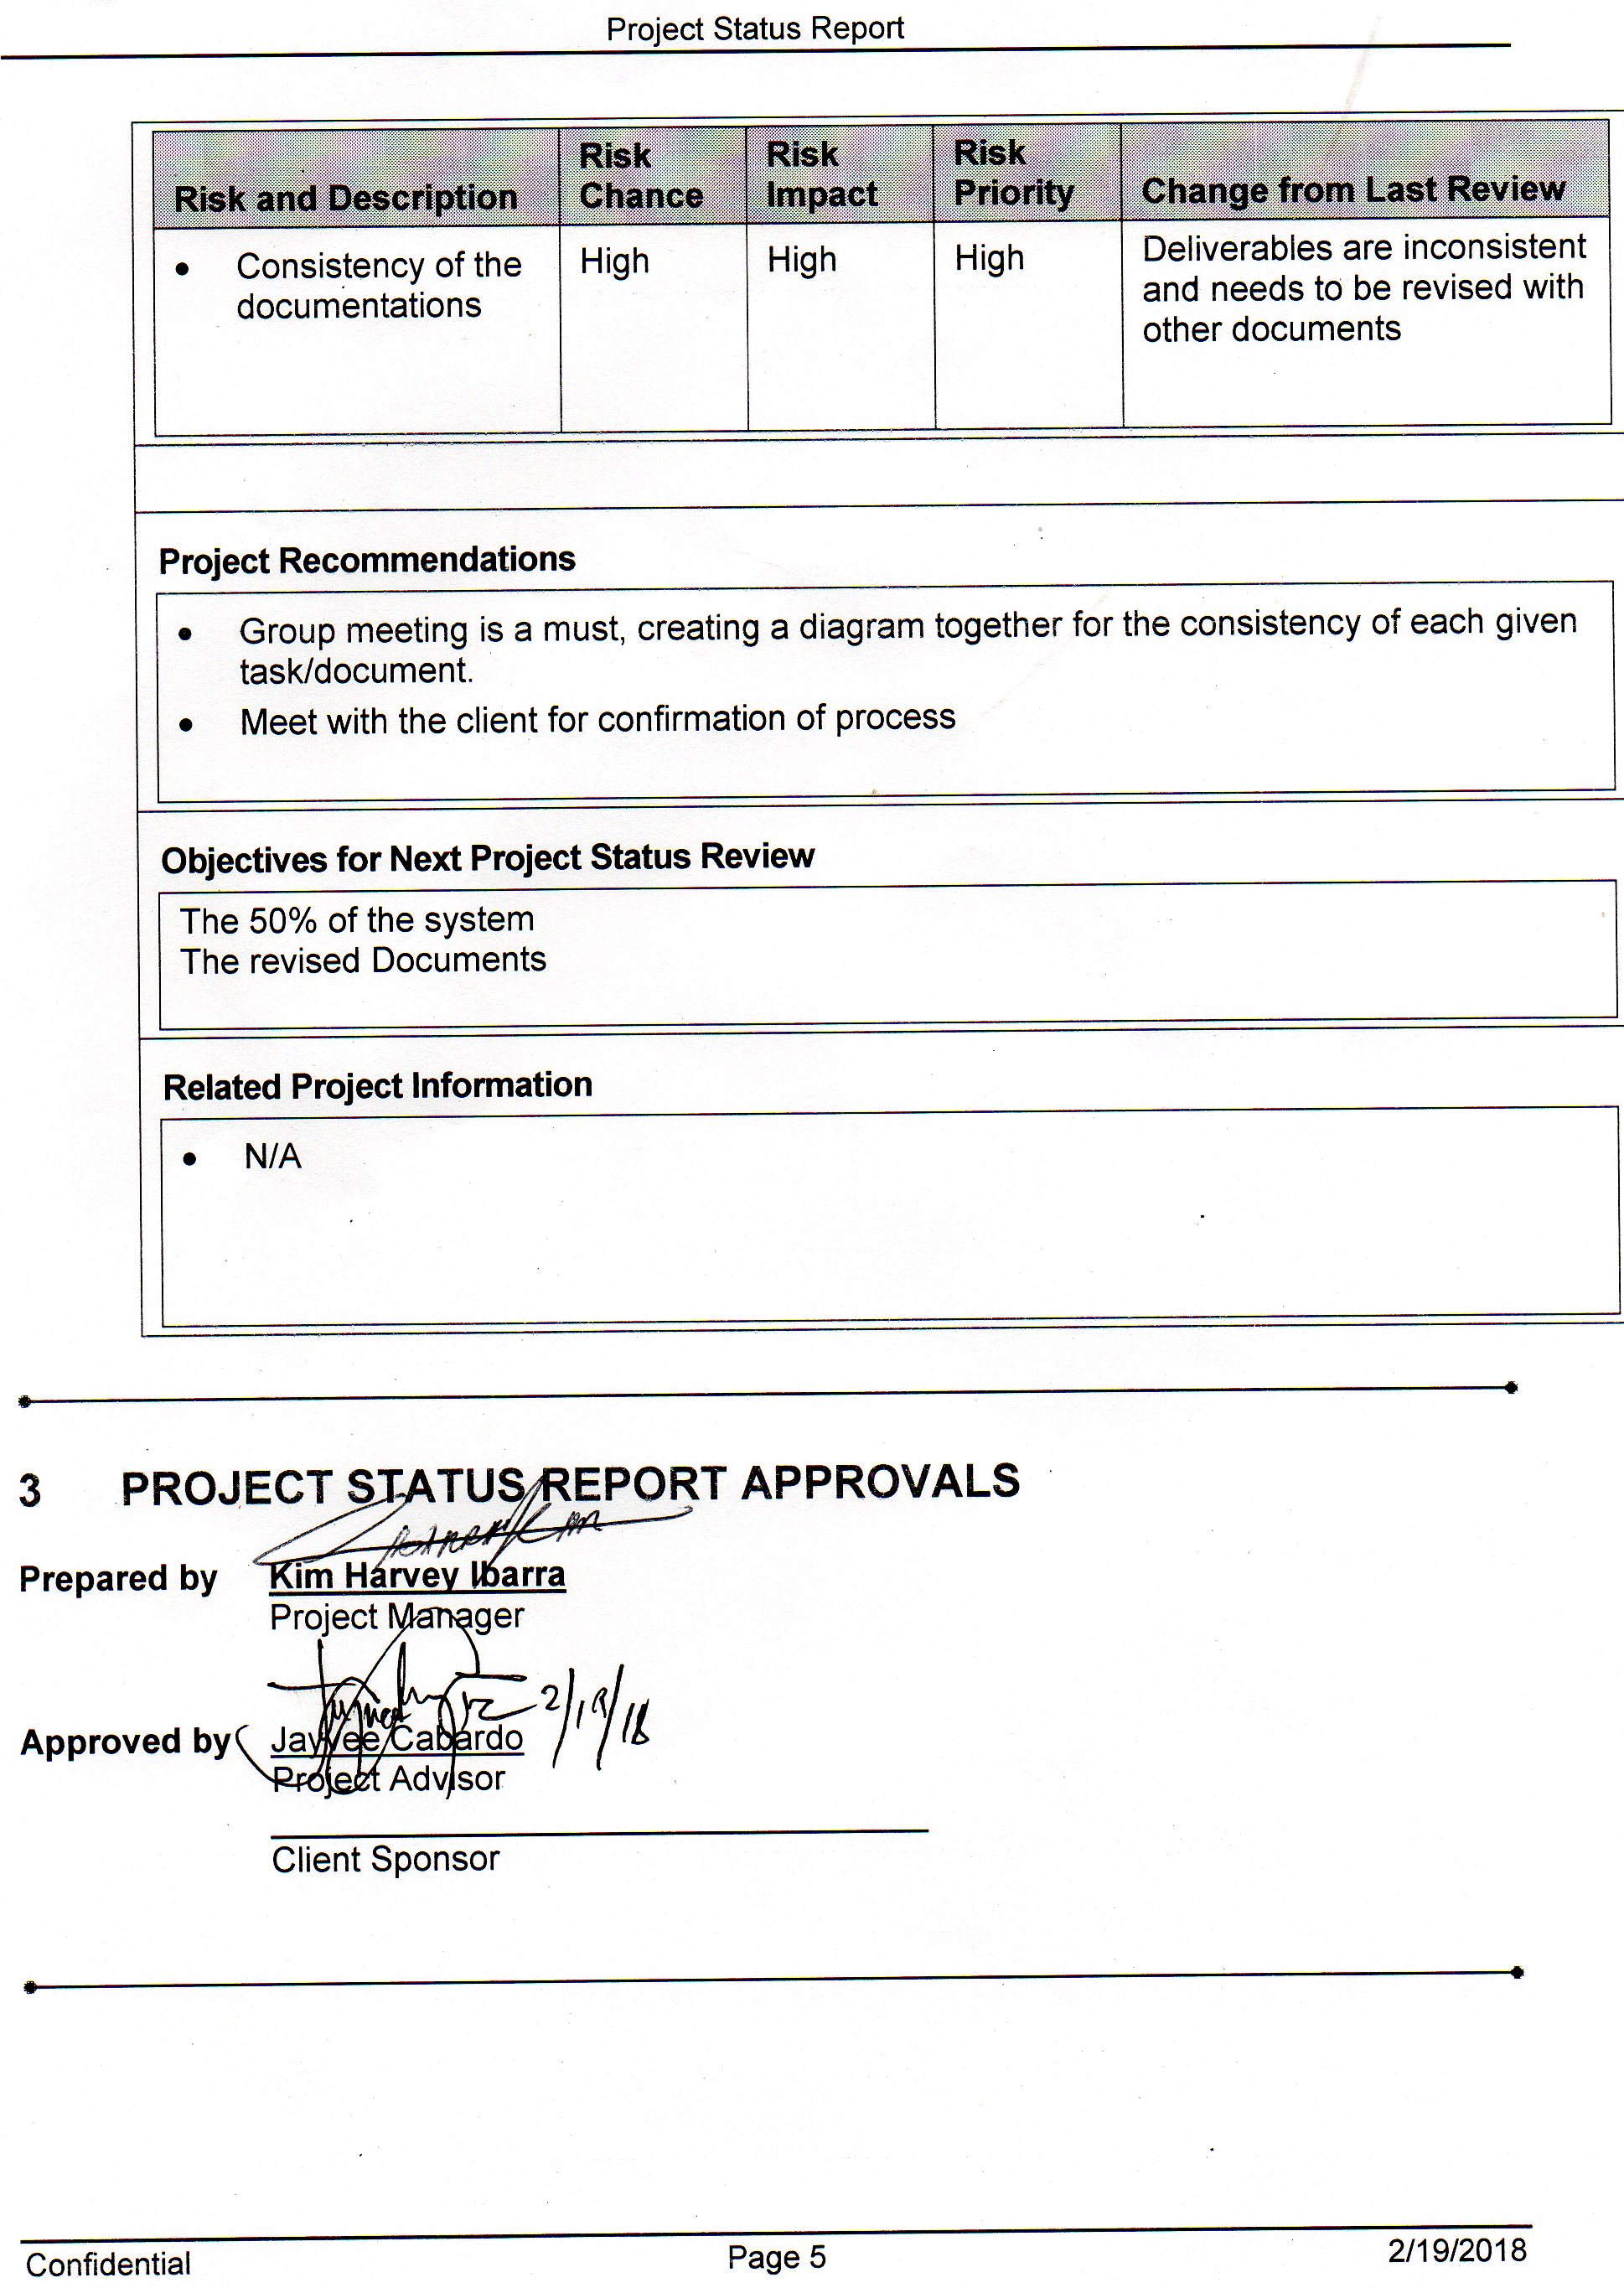 Project Status Report
Risk and Description
Risk
Chance
Risk
Impact
Risk
Priority
Change from Last Review
• Consistency of the
documentations
High
High
High
Deliverables are inconsistent
and needs to be revised with
other documents
Project Recommendations
• Group meeting is a must, creating a diagram together for the consistency of each given
task/document.
• Meet with the client for confirmation of process
Objectives for Next Project Status Review
The 50% of the system
The revised Documents
Related Project Information
• N/A
3 PROJECT STATUS REPORT APPROVALS
Prepared by Kim Harvey Ibarra
Project Manager
2/19/18
Approved by Jayvee Cabardo
Project Advisor
Client Sponsor
Confidential Page 5 2/19/2018